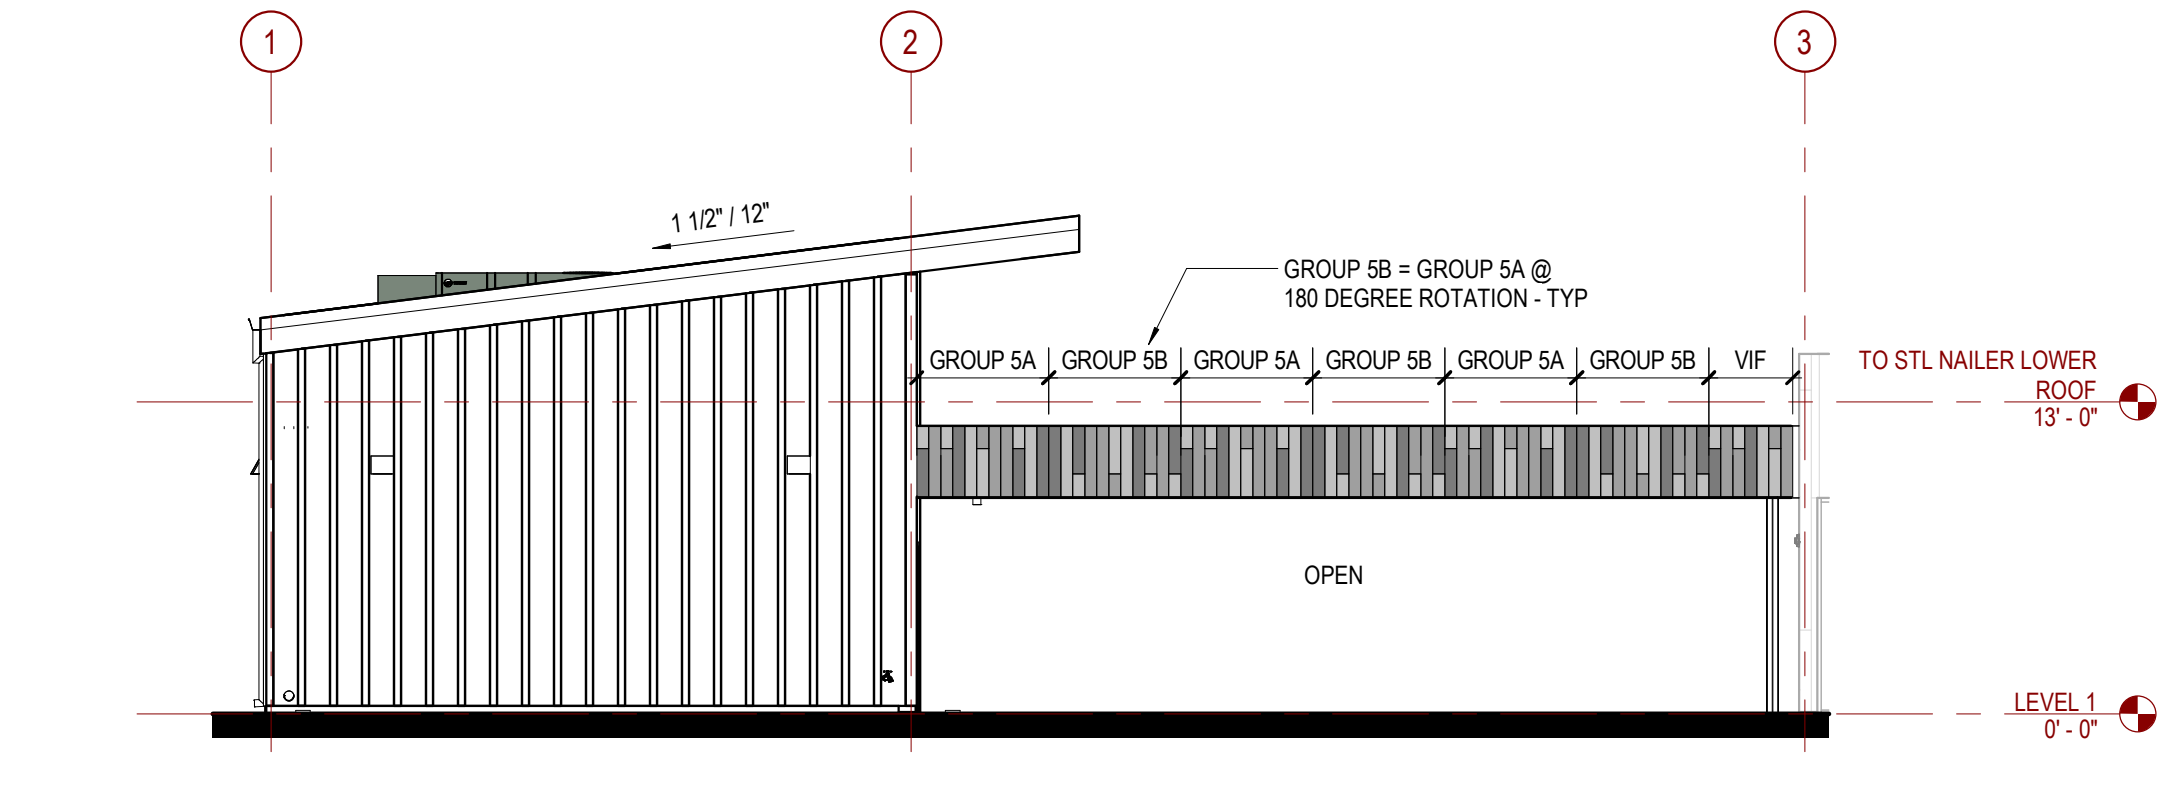 1
2
3
1 1/2" / 12"
GROUP 5B = GROUP 5A @
180 DEGREE ROTATION - TYP
GROUP 5A
GROUP 5B
GROUP 5A
GROUP 5B
GROUP 5A
GROUP 5B
VIF
TO STL NAILER LOWER
ROOF
13' - 0"
OPEN
LEVEL 1
0' - 0"